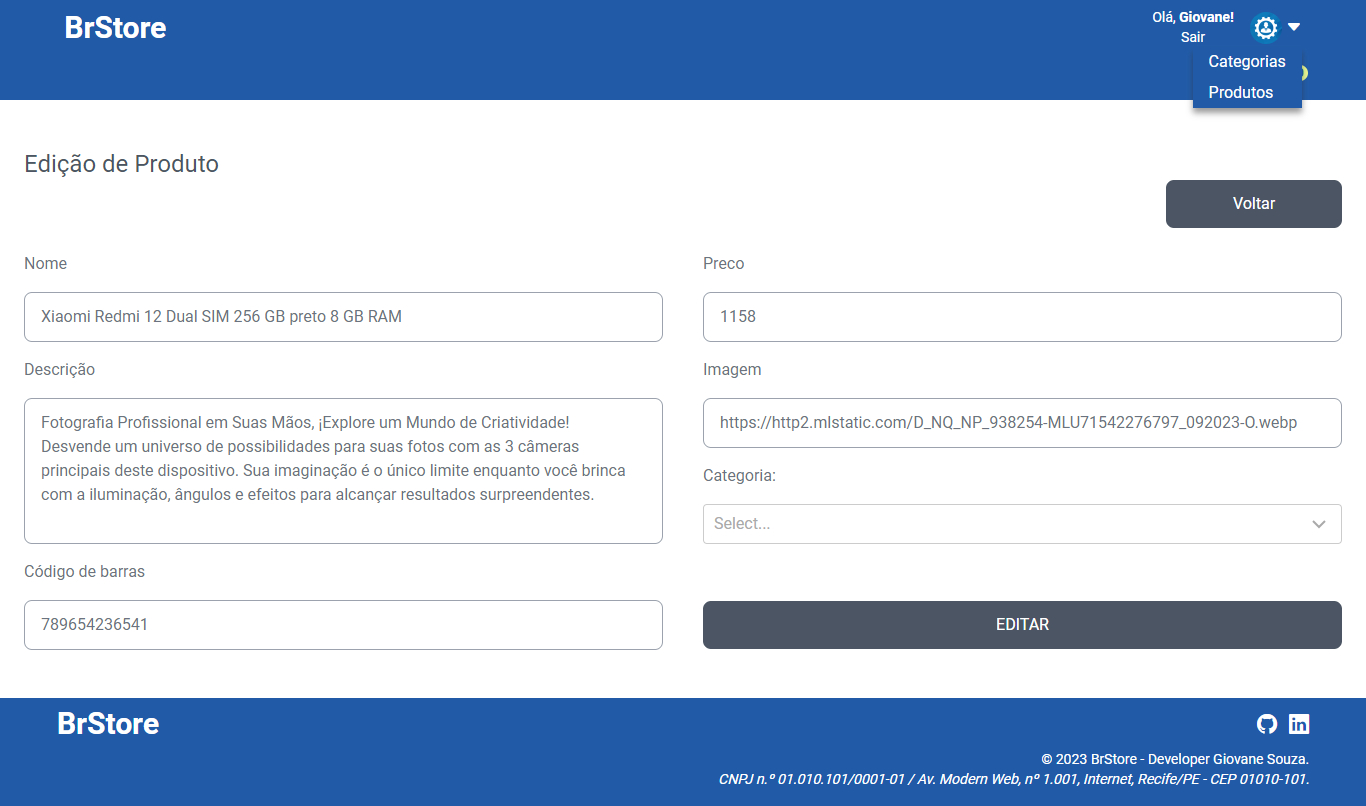 BrStore
Olá, Giovane!
Sair
Categorias
Produtos
Edição de Produto
Voltar
Nome
Preco
Xiaomi Redmi 12 Dual SIM 256 GB preto 8 GB RAM
1158
Descrição
Imagem
Fotografia Profissional em Suas Mãos, ¡Explore um Mundo de Criatividade!
Desvende um universo de possibilidades para suas fotos com as 3 câmeras
principais deste dispositivo. Sua imaginação é o único limite enquanto você brinca
com a iluminação, ângulos e efeitos para alcançar resultados surpreendentes.
https://http2.mlstatic.com/D_NQ_NP_938254-MLU71542276797_092023-O.webp
Categoria:
Select...
Código de barras
789654236541
EDITAR
BrStore
© 2023 BrStore - Developer Giovane Souza.
CNPJ n.º 01.010.101/0001-01 / Av. Modern Web, nº 1.001, Internet, Recife/PE - CEP 01010-101.